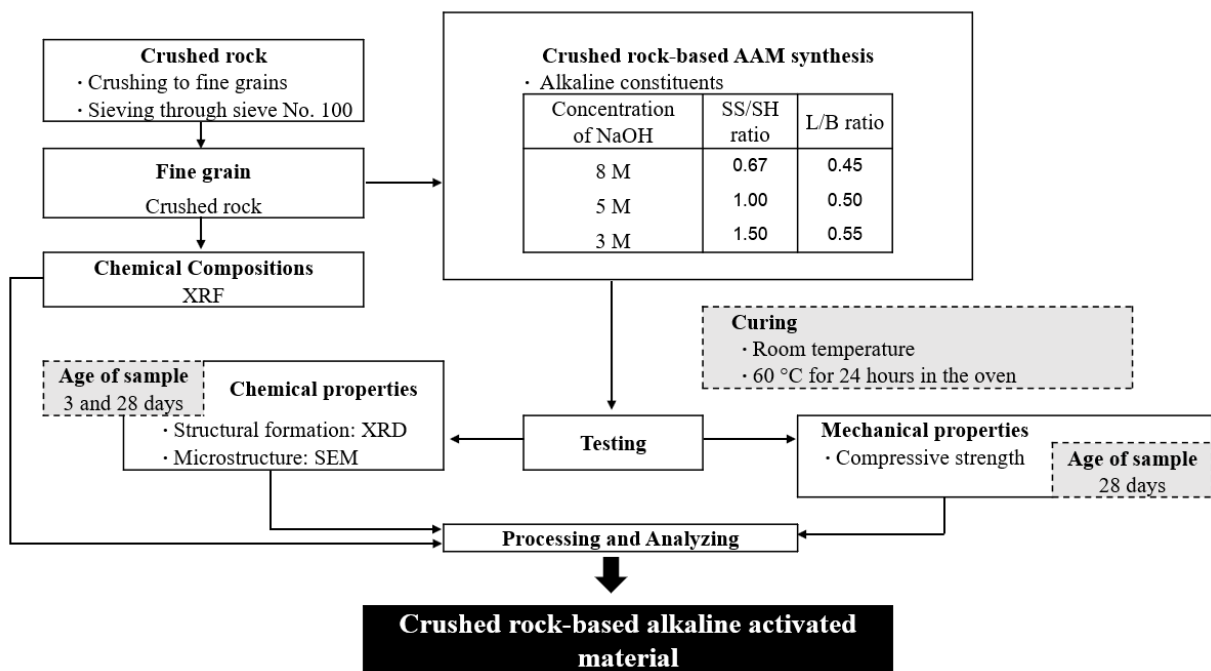 Crushed rock
· Crushing to fine grains
· Sieving through sieve No. 100
Fine grain
Crushed rock
Chemical Compositions
XRF
Crushed rock-based AAM synthesis
· Alkaline constituents
Concentration of NaOH
SS/SH ratio
L/B ratio
8 M 0.67 0.45
5 M 1.00 0.50
3 M 1.50 0.55
Curing
· Room temperature
· 60 °C for 24 hours in the oven
Age of sample
3 and 28 days
Chemical properties
· Structural formation: XRD
· Microstructure: SEM
Testing
Mechanical properties
· Compressive strength
Age of sample
28 days
Processing and Analyzing
Crushed rock-based alkaline activated
material